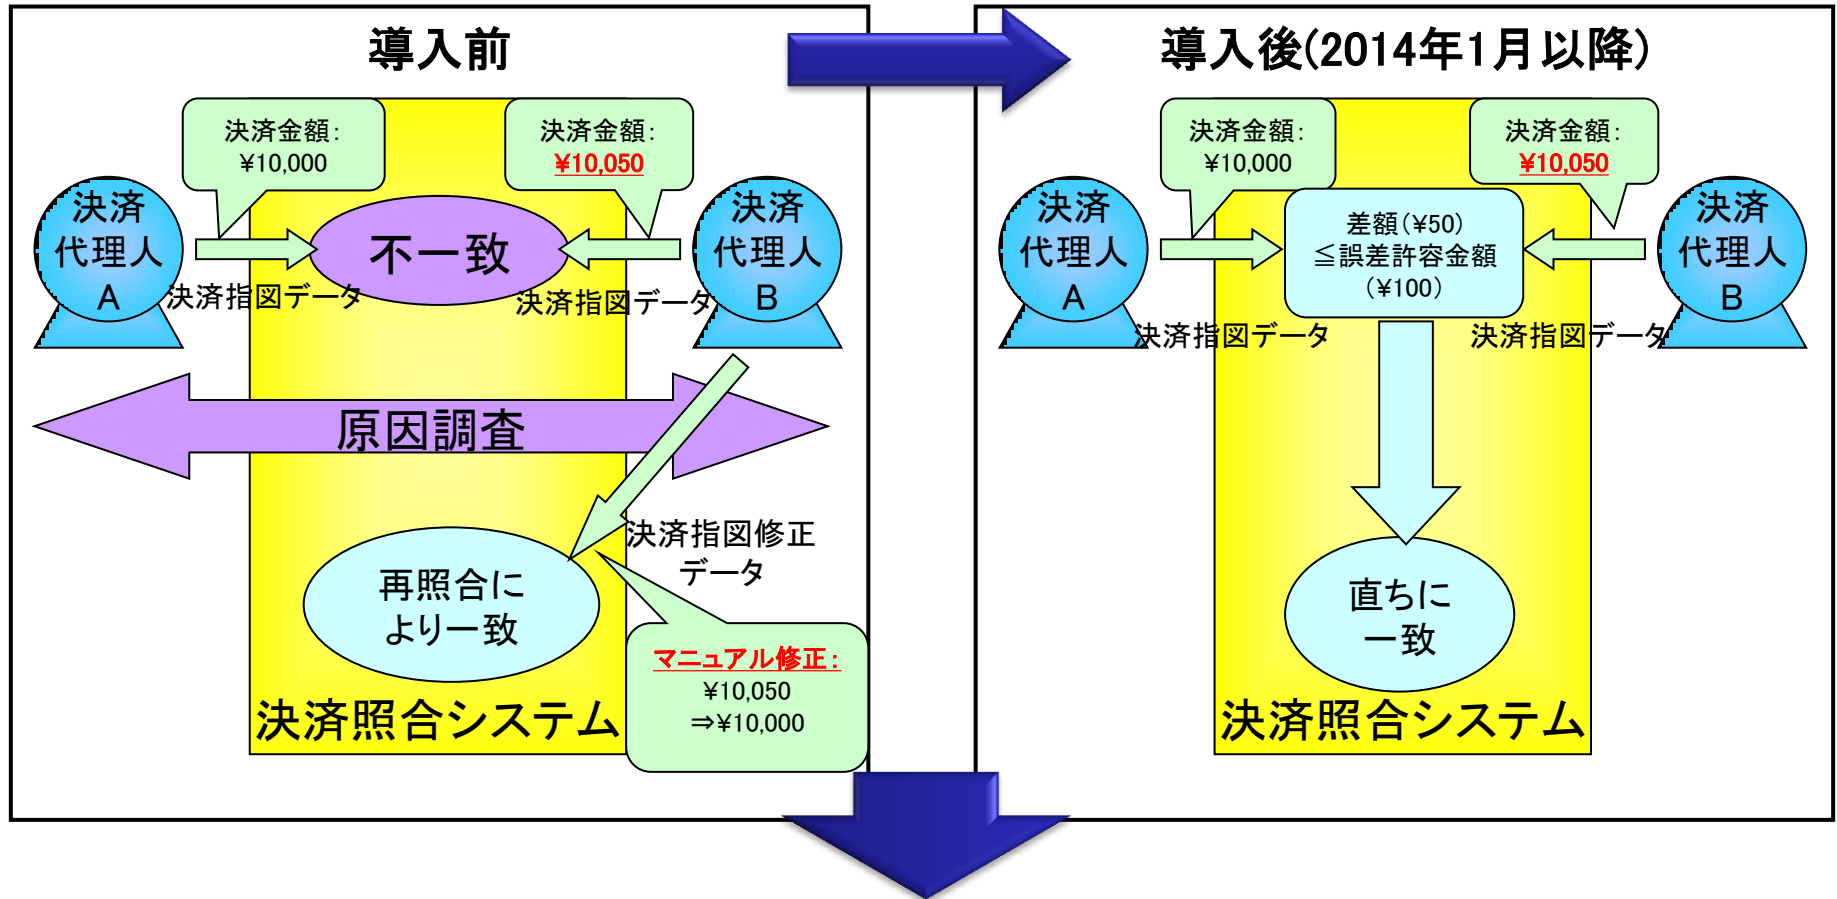 導入前
決済金額：
¥10,000
決済金額：
¥10,050
決済
代理人
A
不一致
決済
代理人
B
決済指図データ
決済指図データ
原因調査
決済指図修正
データ
再照合に
より一致
マニュアル修正：
¥10,050
⇒¥10,000
決済照合システム
導入後(2014年1月以降)
決済金額：
¥10,000
決済金額：
¥10,050
決済
代理人
A
差額（¥50）
≦誤差許容金額
（¥100）
決済
代理人
B
決済指図データ
決済指図データ
直ちに
一致
決済照合システム